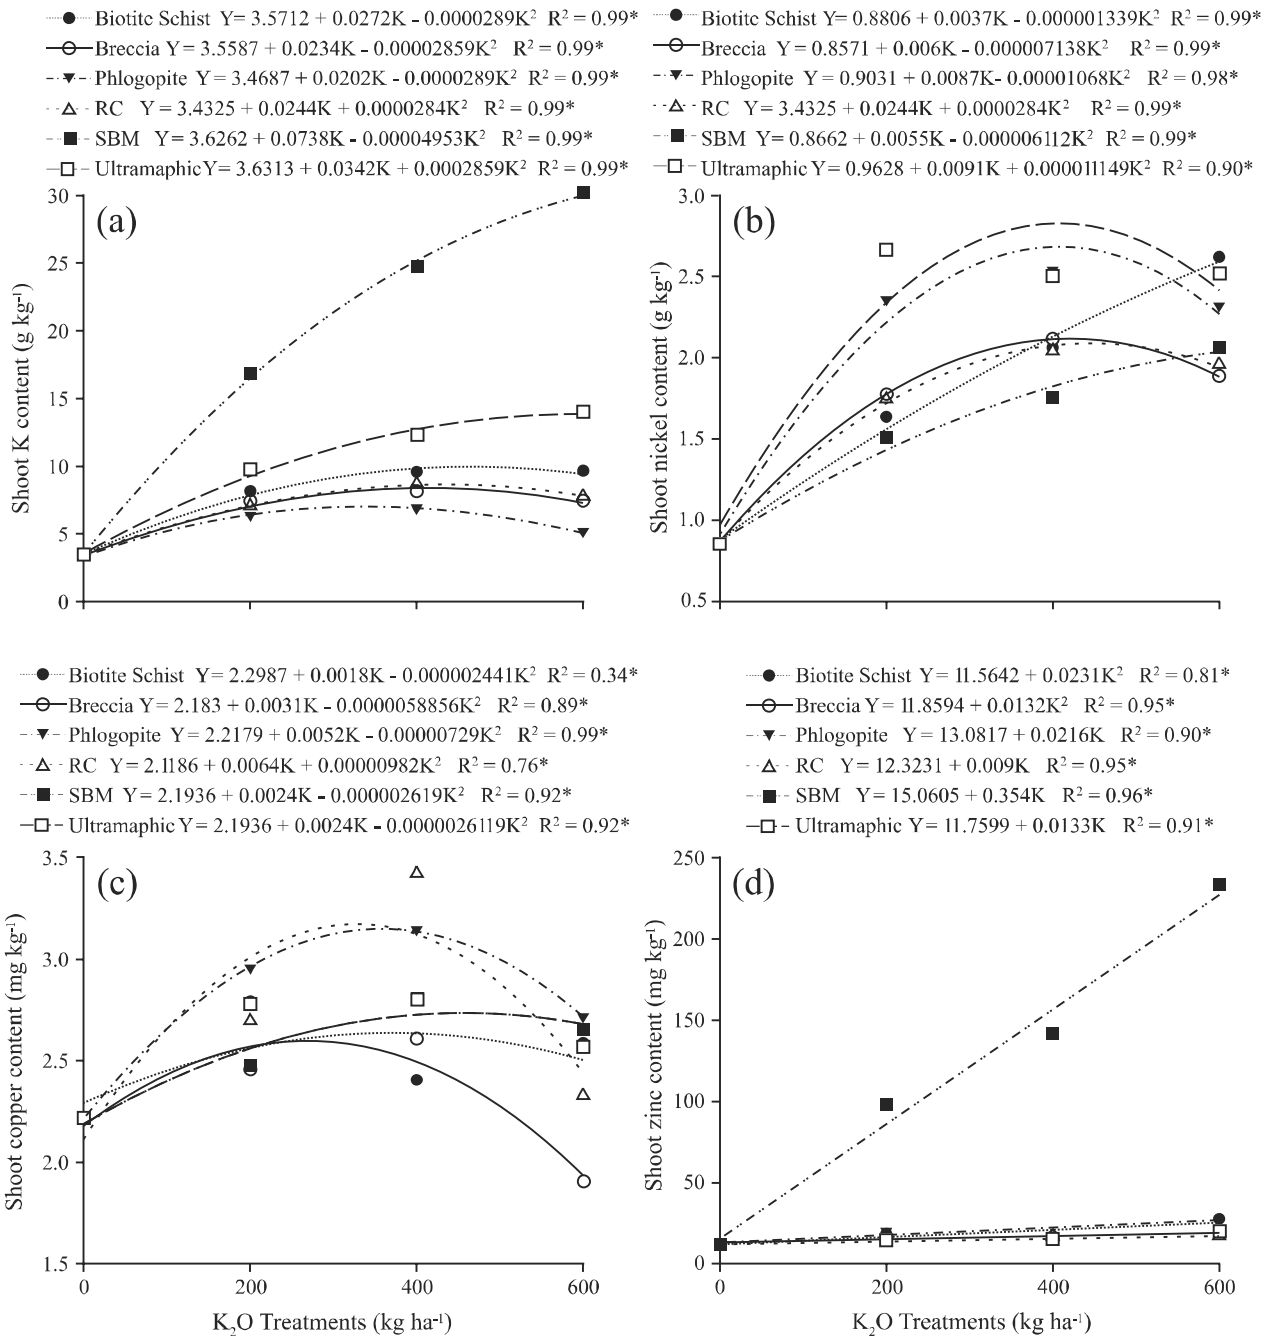 Biotite Schist Y = 3.5712 + 0.0272K - 0.0000289K² R² = 0.99*
Breccia Y = 3.5587 + 0.0234K - 0.00002859K² R² = 0.99*
Phlogopite Y = 3.4687 + 0.0202K - 0.0000289K² R² = 0.99*
RC Y = 3.4325 + 0.0244K + 0.0000284K² R² = 0.99*
SBM Y = 3.6262 + 0.0738K - 0.00004953K² R² = 0.99*
Ultramaphic Y = 3.6313 + 0.0342K + 0.0002859K² R² = 0.99*
30
25
20
15
10
5
0
(a)
Shoot K content (g kg⁻¹)
Biotite Schist Y = 0.8806 + 0.0037K - 0.000001339K² R² = 0.99*
Breccia Y = 0.8571 + 0.006K - 0.000007138K² R² = 0.99*
Phlogopite Y = 0.9031 + 0.0087K - 0.00001068K² R² = 0.98*
RC Y = 3.4325 + 0.0244K + 0.0000284K² R² = 0.99*
SBM Y = 0.8662 + 0.0055K - 0.000006112K² R² = 0.99*
Ultramaphic Y = 0.9628 + 0.0091K + 0.000011149K² R² = 0.90*
3.0
2.5
2.0
1.5
1.0
0.5
(b)
Shoot nickel content (g kg⁻¹)
Biotite Schist Y = 2.2987 + 0.0018K - 0.000002441K² R² = 0.34*
Breccia Y = 2.183 + 0.0031K - 0.0000058856K² R² = 0.89*
Phlogopite Y = 2.2179 + 0.0052K - 0.00000729K² R² = 0.99*
RC Y = 2.1186 + 0.0064K + 0.00000982K² R² = 0.76*
SBM Y = 2.1936 + 0.0024K - 0.000002619K² R² = 0.92*
Ultramaphic Y = 2.1936 + 0.0024K - 0.0000026119K² R² = 0.92*
3.5
3.0
2.5
2.0
1.5
(c)
Shoot copper content (mg kg⁻¹)
0 200 400 600
K₂O Treatments (kg ha⁻¹)
Biotite Schist Y = 11.5642 + 0.0231K² R² = 0.81*
Breccia Y = 11.8594 + 0.0132K² R² = 0.95*
Phlogopite Y = 13.0817 + 0.0216K R² = 0.90*
RC Y = 12.3231 + 0.009K R² = 0.95*
SBM Y = 15.0605 + 0.354K R² = 0.96*
Ultramaphic Y = 11.7599 + 0.0133K R² = 0.91*
250
200
150
100
50
0
(d)
Shoot zinc content (mg kg⁻¹)
0 200 400 600
K₂O Treatments (kg ha⁻¹)